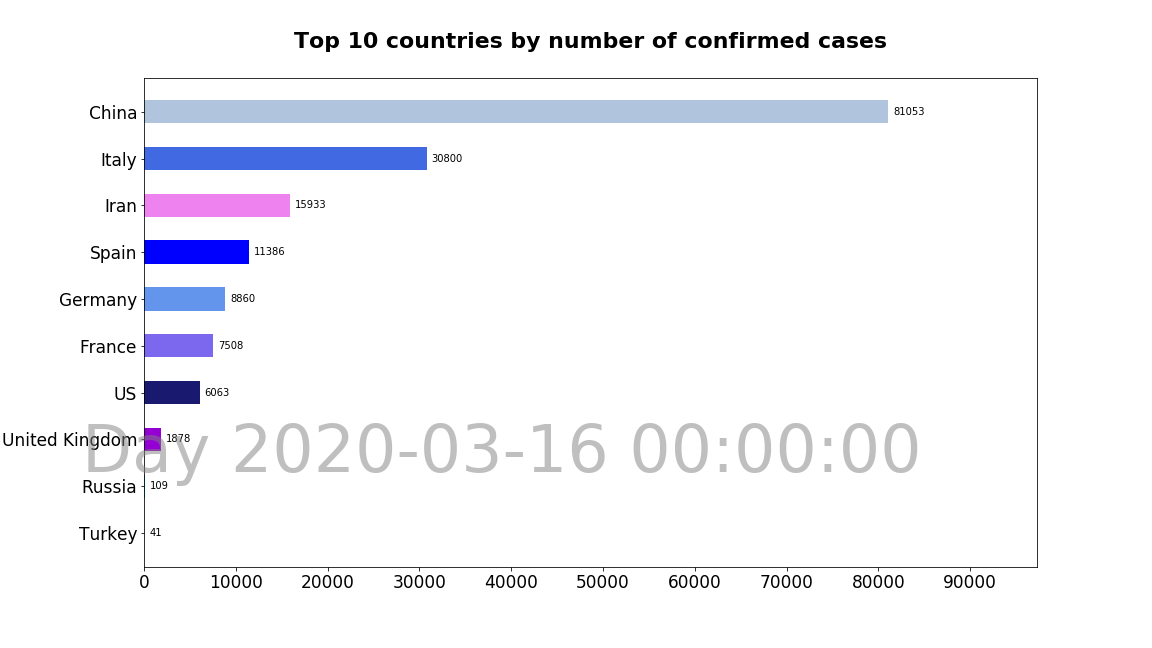 Top 10 countries by number of confirmed cases
China 81053
Italy 30800
Iran 15933
Spain 11386
Germany 8860
France 7508
US 6063
United Kingdom 1878
Day 2020-03-16 00:00:00
Russia 109
Turkey 41
0 10000 20000 30000 40000 50000 60000 70000 80000 90000